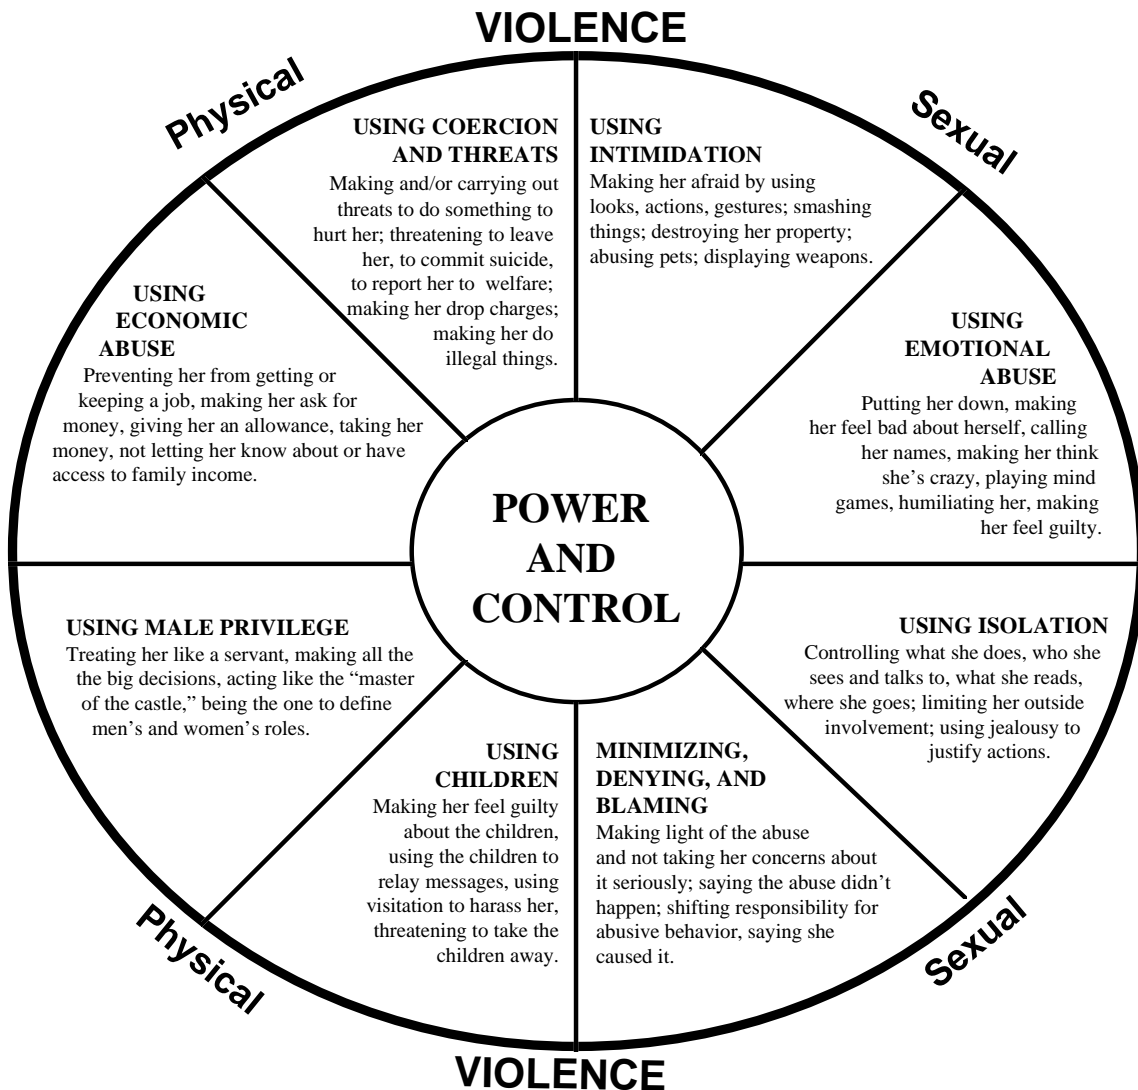 VIOLENCE
Physical
Sexual
USING COERCION
AND THREATS
Making and/or carrying out
threats to do something to
hurt her; threatening to leave
her, to commit suicide,
to report her to welfare;
making her drop charges;
making her do
illegal things.
USING
INTIMIDATION
Making her afraid by using
looks, actions, gestures; smashing
things; destroying her property;
abusing pets; displaying weapons.
USING
ECONOMIC
ABUSE
Preventing her from getting or
keeping a job, making her ask for
money, giving her an allowance, taking her
money, not letting her know about or have
access to family income.
USING
EMOTIONAL
ABUSE
Putting her down, making
her feel bad about herself, calling
her names, making her think
she’s crazy, playing mind
games, humiliating her, making
her feel guilty.
POWER
AND
CONTROL
USING MALE PRIVILEGE
Treating her like a servant, making all the
the big decisions, acting like the “master
of the castle,” being the one to define
men’s and women’s roles.
USING ISOLATION
Controlling what she does, who she
sees and talks to, what she reads,
where she goes; limiting her outside
involvement; using jealousy to
justify actions.
USING
CHILDREN
Making her feel guilty
about the children,
using the children to
relay messages, using
visitation to harass her,
threatening to take the
children away.
MINIMIZING,
DENYING, AND
BLAMING
Making light of the abuse
and not taking her concerns about
it seriously; saying the abuse didn’t
happen; shifting responsibility for
abusive behavior, saying she
caused it.
Physical
Sexual
VIOLENCE